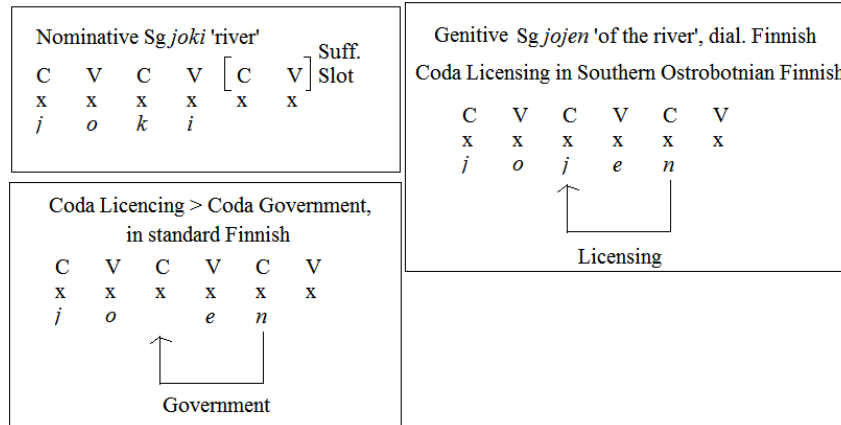 Nominative Sg joki 'river'
Suff.
C V C V [ C V ] Slot
x x x x x x
j o k i
Genitive Sg jojen 'of the river', dial. Finnish
Coda Licensing in Southern Ostrobotnian Finnish
C V C V C V
x x x x x x
j o j e n
Licensing
Coda Licencing > Coda Government,
in standard Finnish
C V C V C V
x x x x x x
j o e n
Government